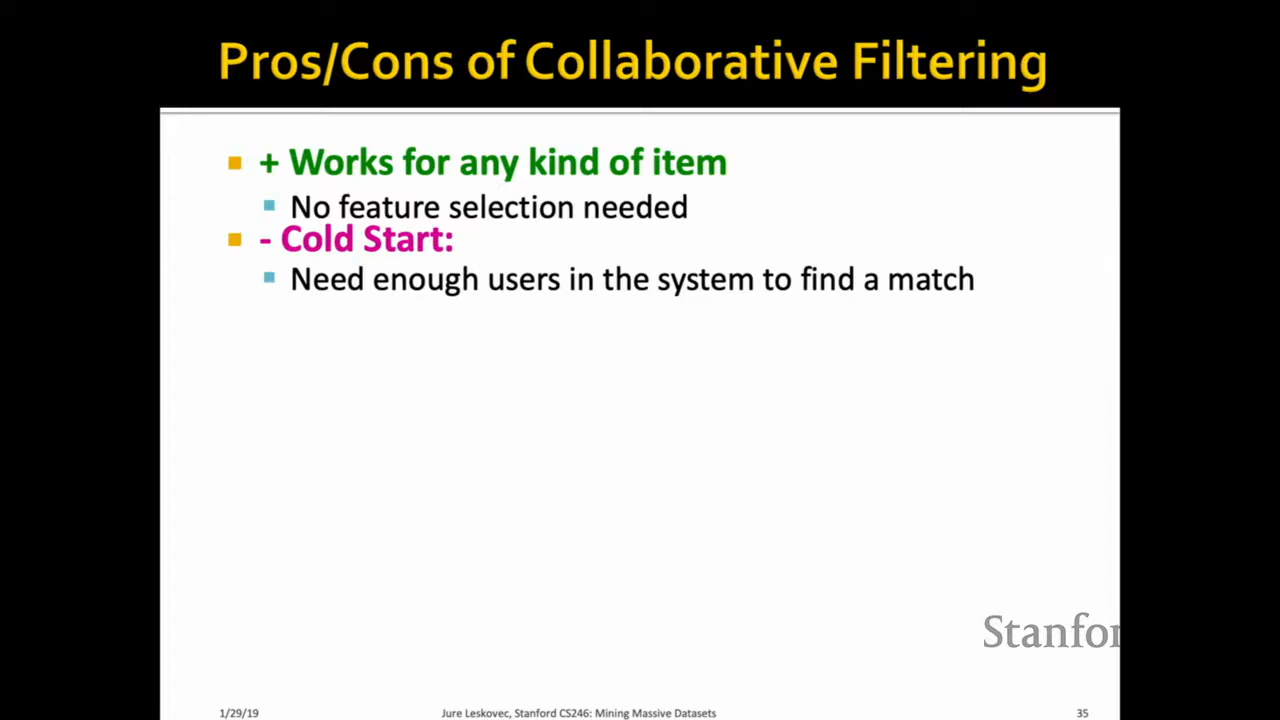 Pros/Cons of Collaborative Filtering
+ Works for any kind of item
No feature selection needed
- Cold Start:
Need enough users in the system to find a match
Stanfor
1/29/19
Jure Leskovec, Stanford CS246: Mining Massive Datasets
35